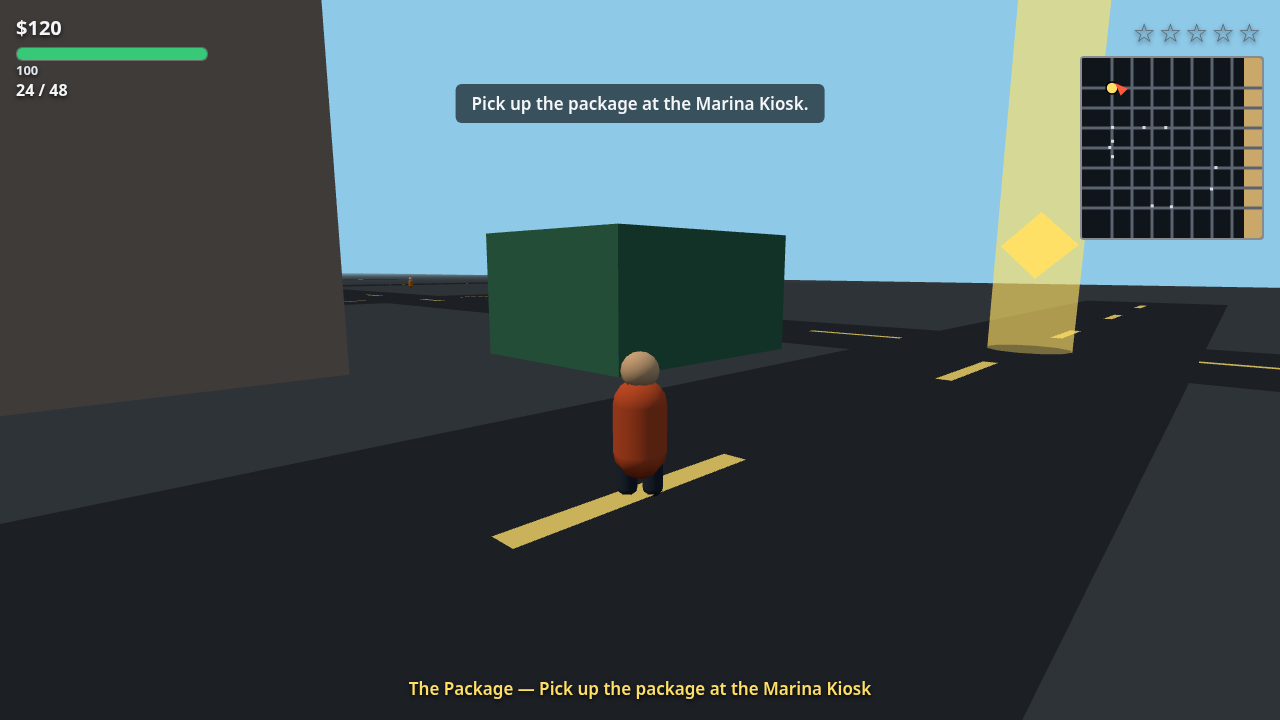 $120
100
24 / 48
☆☆☆☆☆
Pick up the package at the Marina Kiosk.
The Package — Pick up the package at the Marina Kiosk